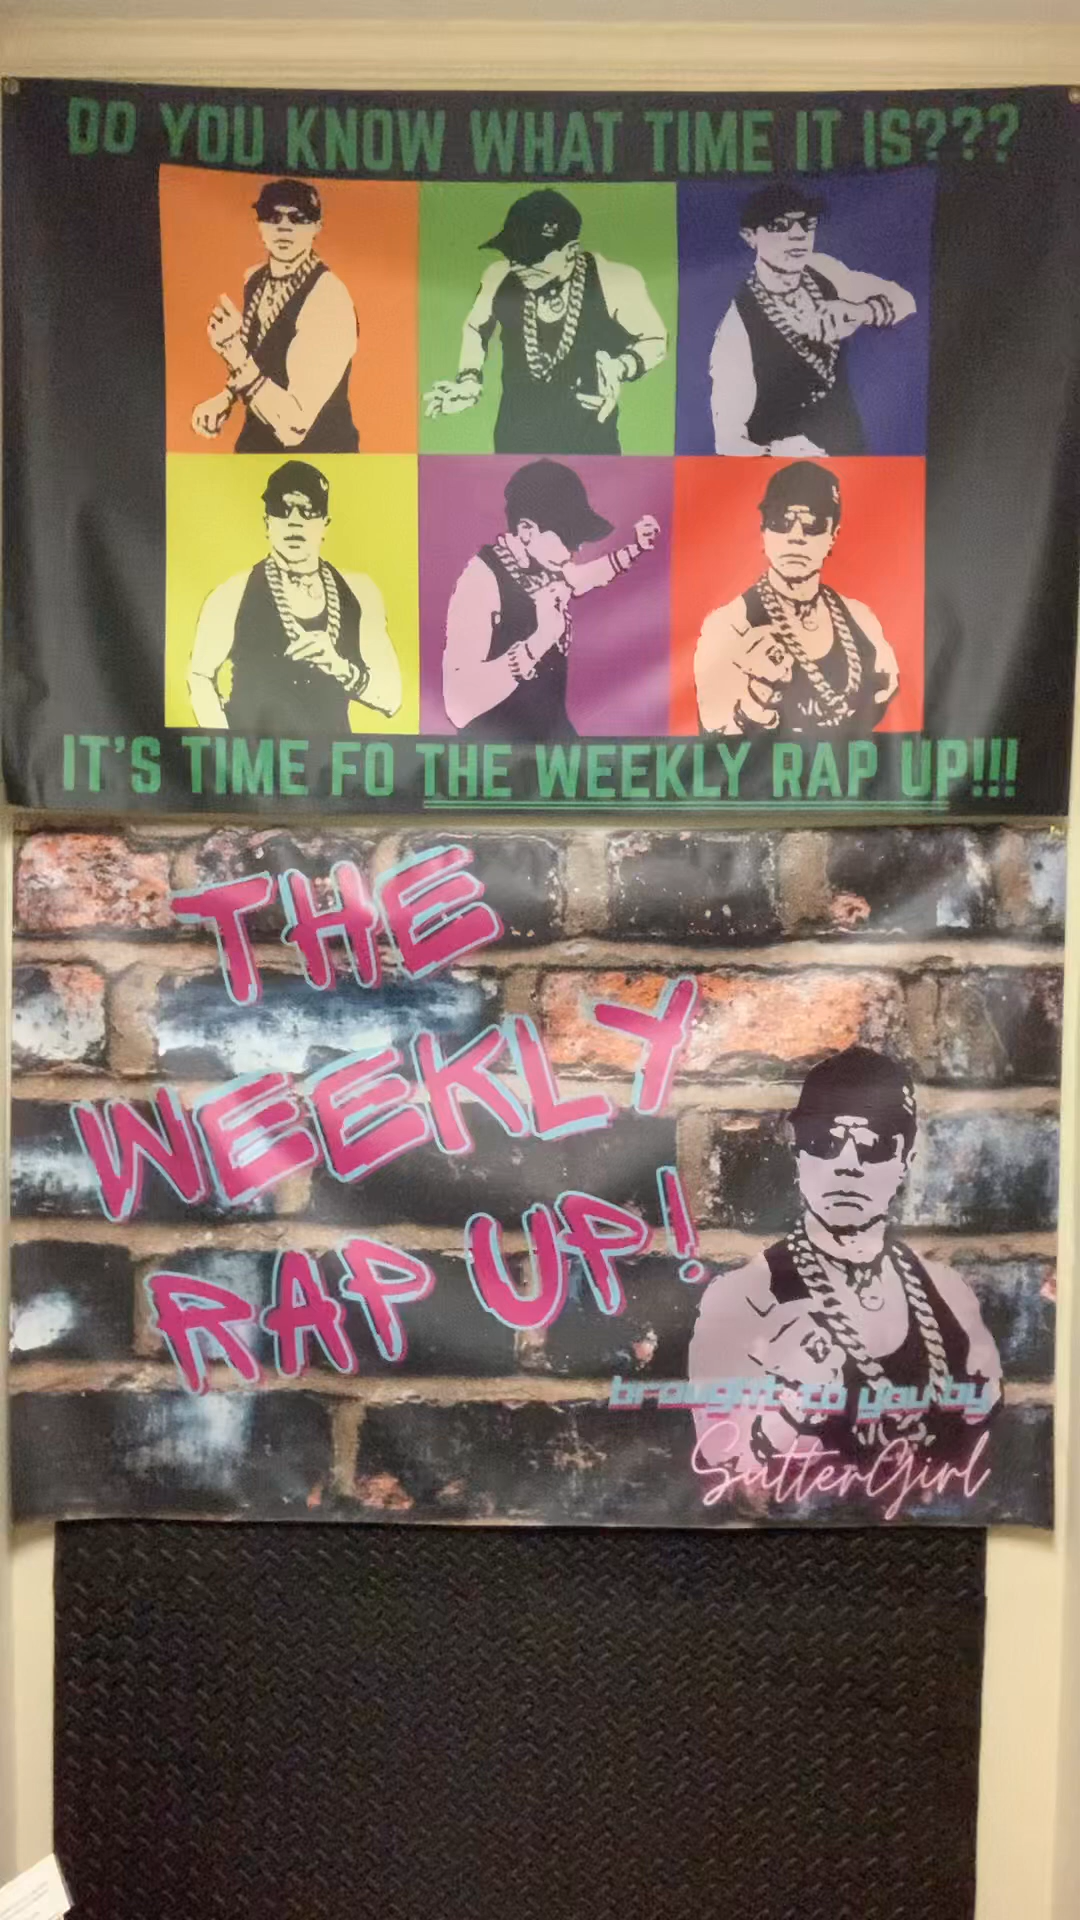 DO YOU KNOW WHAT TIME IT IS???
IT'S TIME FO THE WEEKLY RAP UP!!!
THE
WEEKLY
RAP UP!
brought to you by
SutterGirl